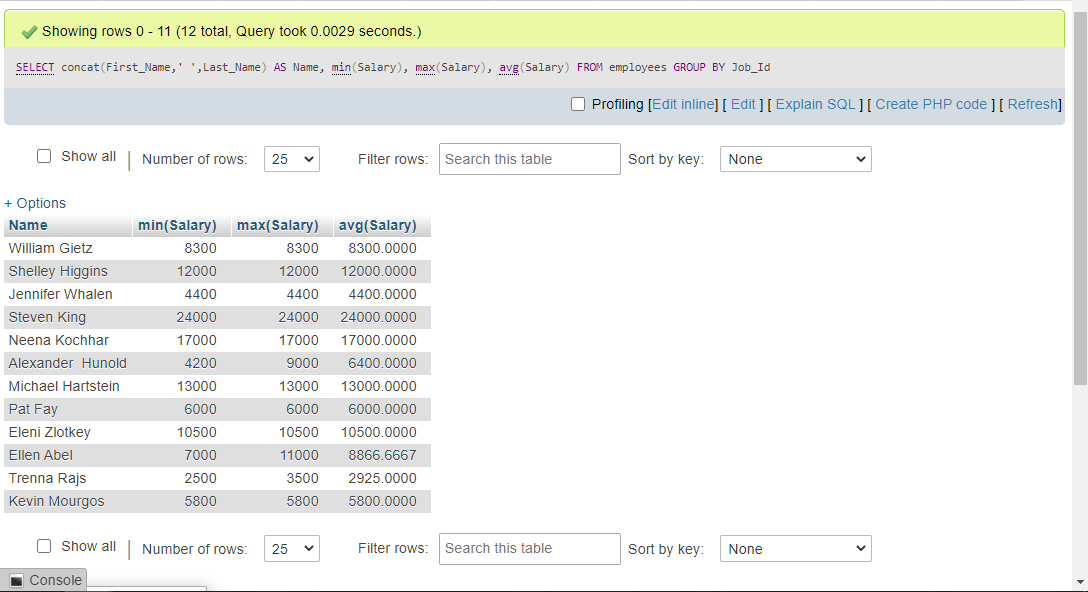 Showing rows 0 - 11 (12 total, Query took 0.0029 seconds.)
SELECT concat(First_Name,' ',Last_Name) AS Name, min(Salary), max(Salary), avg(Salary) FROM employees GROUP BY Job_Id
Profiling [Edit inline] [ Edit ] [ Explain SQL ] [ Create PHP code ] [ Refresh]
Show all | Number of rows: 25 Filter rows: Search this table Sort by key: None
+ Options
Name min(Salary) max(Salary) avg(Salary)
William Gietz 8300 8300 8300.0000
Shelley Higgins 12000 12000 12000.0000
Jennifer Whalen 4400 4400 4400.0000
Steven King 24000 24000 24000.0000
Neena Kochhar 17000 17000 17000.0000
Alexander  Hunold 4200 9000 6400.0000
Michael Hartstein 13000 13000 13000.0000
Pat Fay 6000 6000 6000.0000
Eleni Zlotkey 10500 10500 10500.0000
Ellen Abel 7000 11000 8866.6667
Trenna Rajs 2500 3500 2925.0000
Kevin Mourgos 5800 5800 5800.0000
Show all | Number of rows: 25 Filter rows: Search this table Sort by key: None
Console